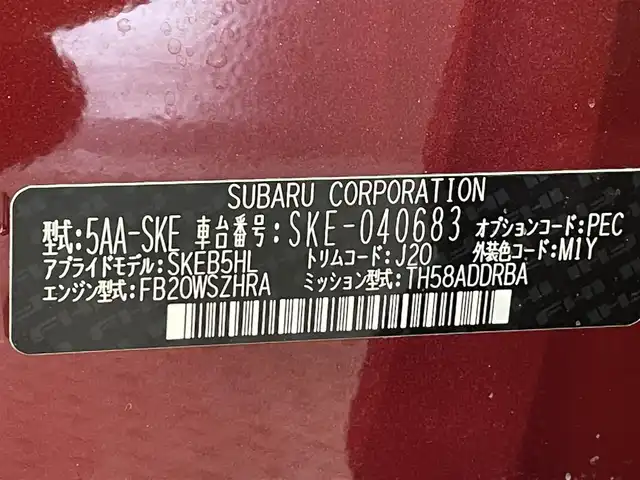 SUBARU CORPORATION
型式:5AA-SKE 車台番号:SKE-040683 オプションコード:PEC
アプライドモデル:SKEB5HL トリムコード:J20 外装色コード:M1Y
エンジン型式:FB20WSZHRA ミッション型式:TH58ADDRBA